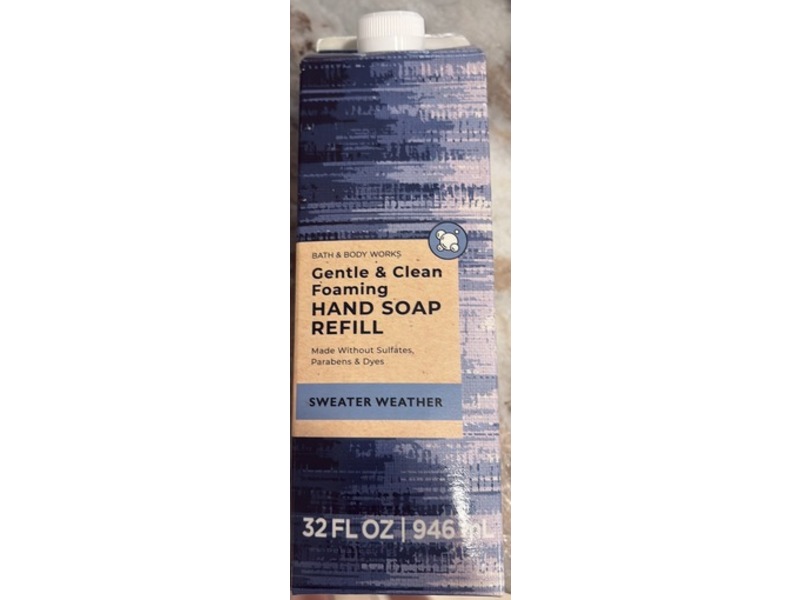 BATH & BODY WORKS
Gentle & Clean
Foaming
HAND SOAP
REFILL
Made Without Sulfates,
Parabens & Dyes
SWEATER WEATHER
32 FL OZ | 946 mL